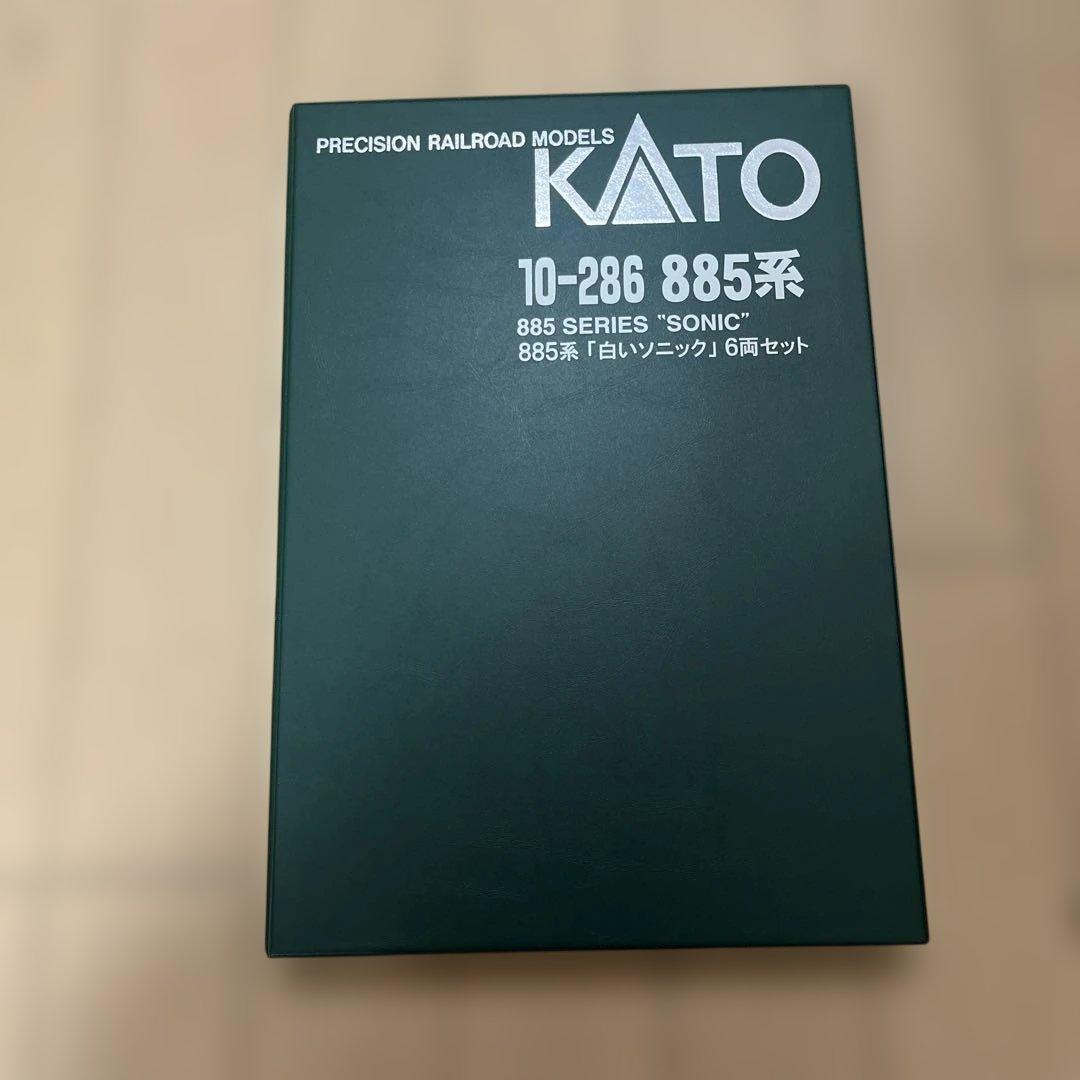 PRECISION RAILROAD MODELS
KATO
10-286 885系
885 SERIES "SONIC"
885系「白いソニック」6両セット